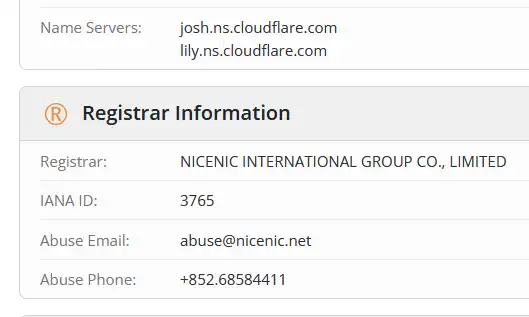 Name Servers: josh.ns.cloudflare.com
lily.ns.cloudflare.com
® Registrar Information
Registrar: NICENIC INTERNATIONAL GROUP CO., LIMITED
IANA ID: 3765
Abuse Email: abuse@nicenic.net
Abuse Phone: +852.68584411